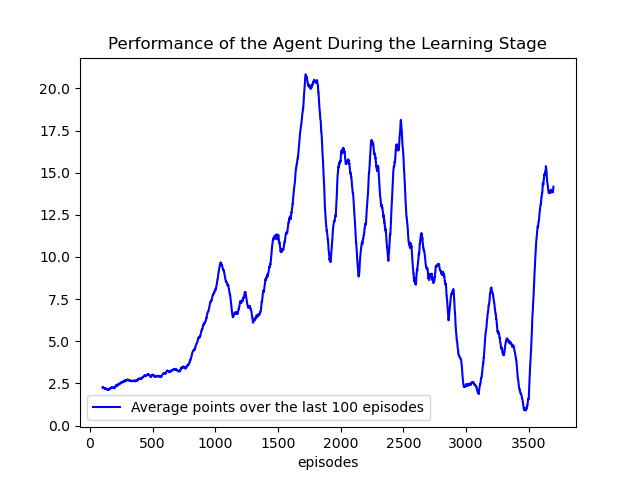 Performance of the Agent During the Learning Stage
20.0
17.5
15.0
12.5
10.0
7.5
5.0
2.5
0.0
Average points over the last 100 episodes
0 500 1000 1500 2000 2500 3000 3500
episodes